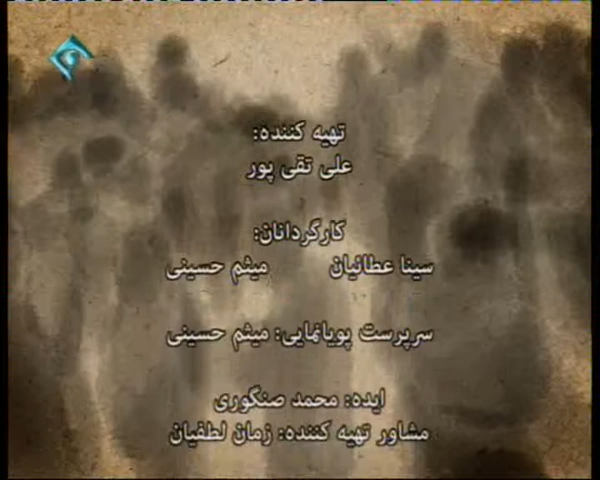 تهیه کننده:
علی تقی پور
کارگردانان:
سینا عطائیان میثم حسینی
سرپرست پویانمایی: میثم حسینی
ایده: محمد صنگوری
مشاور تهیه کننده: زمان لطفیان